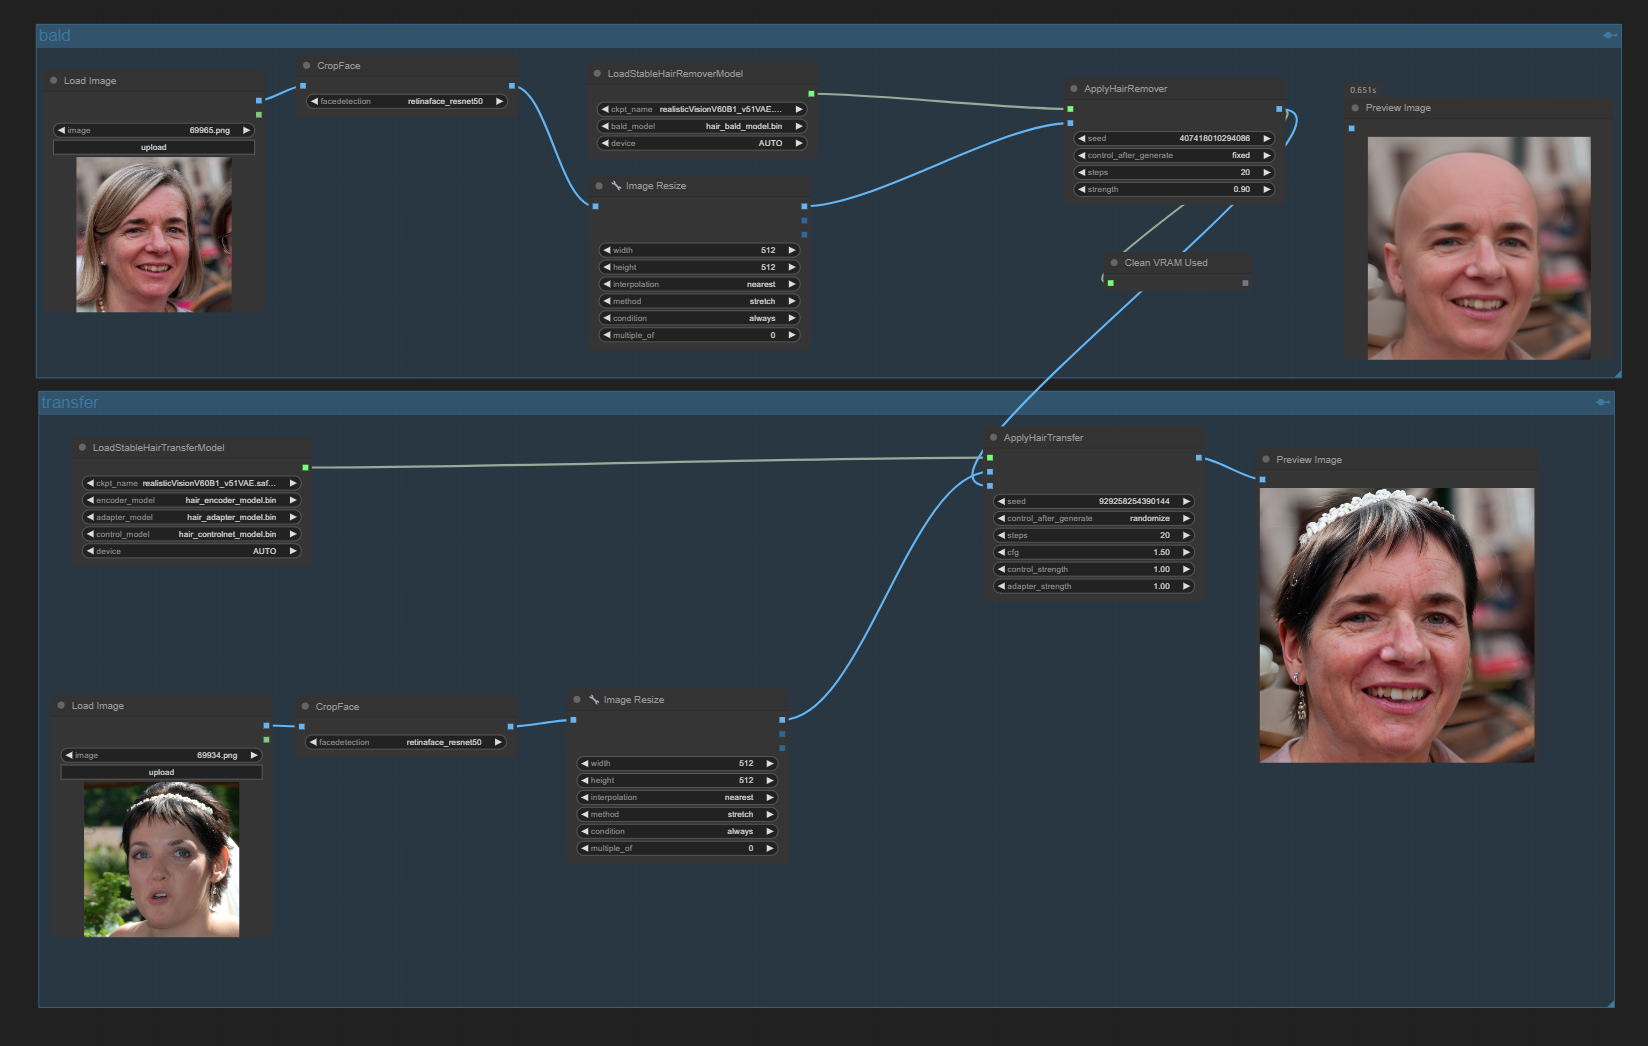 bald
Load Image
image 69965.png
upload
CropFace
facedetection retinaface_resnet50
LoadStableHairRemoverModel
ckpt_name realisticVisionV60B1_v51VAE....
bald_model hair_bald_model.bin
device AUTO
Image Resize
width 512
height 512
interpolation nearest
method stretch
condition always
multiple_of 0
ApplyHairRemover
seed 407418010294086
control_after_generate fixed
steps 20
strength 0.90
Clean VRAM Used
0.651s
Preview Image
transfer
LoadStableHairTransferModel
ckpt_name realisticVisionV60B1_v51VAE.saf...
encoder_model hair_encoder_model.bin
adapter_model hair_adapter_model.bin
control_model hair_controlnet_model.bin
device AUTO
ApplyHairTransfer
seed 929258254390144
control_after_generate randomize
steps 20
cfg 1.50
control_strength 1.00
adapter_strength 1.00
Preview Image
Load Image
image 69934.png
upload
CropFace
facedetection retinaface_resnet50
Image Resize
width 512
height 512
interpolation nearest
method stretch
condition always
multiple_of 0